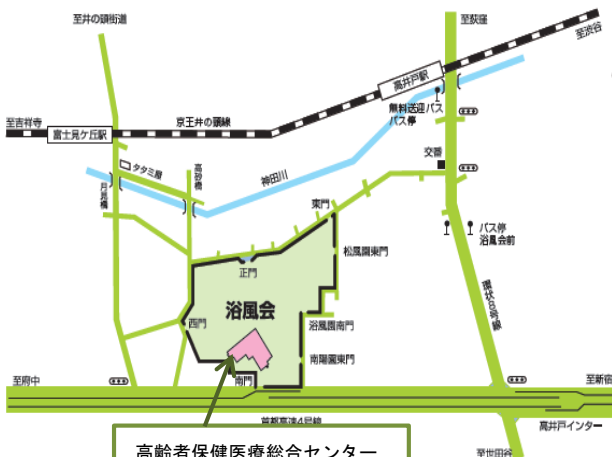 至井の頭街道
至荻窪
至渋谷
高井戸駅
無料送迎バス
バス停
至吉祥寺
京王井の頭線
富士見ケ丘駅
交番
タタミ屋
高砂橋
神田川
月見橋
東門
バス停
浴風会前
松風園東門
正門
環状8号線
浴風会
西門
浴風園南門
南陽園東門
至府中
南門
至新宿
首都高速4号線
高井戸インター
高齢者保健医療総合センター
至世田谷